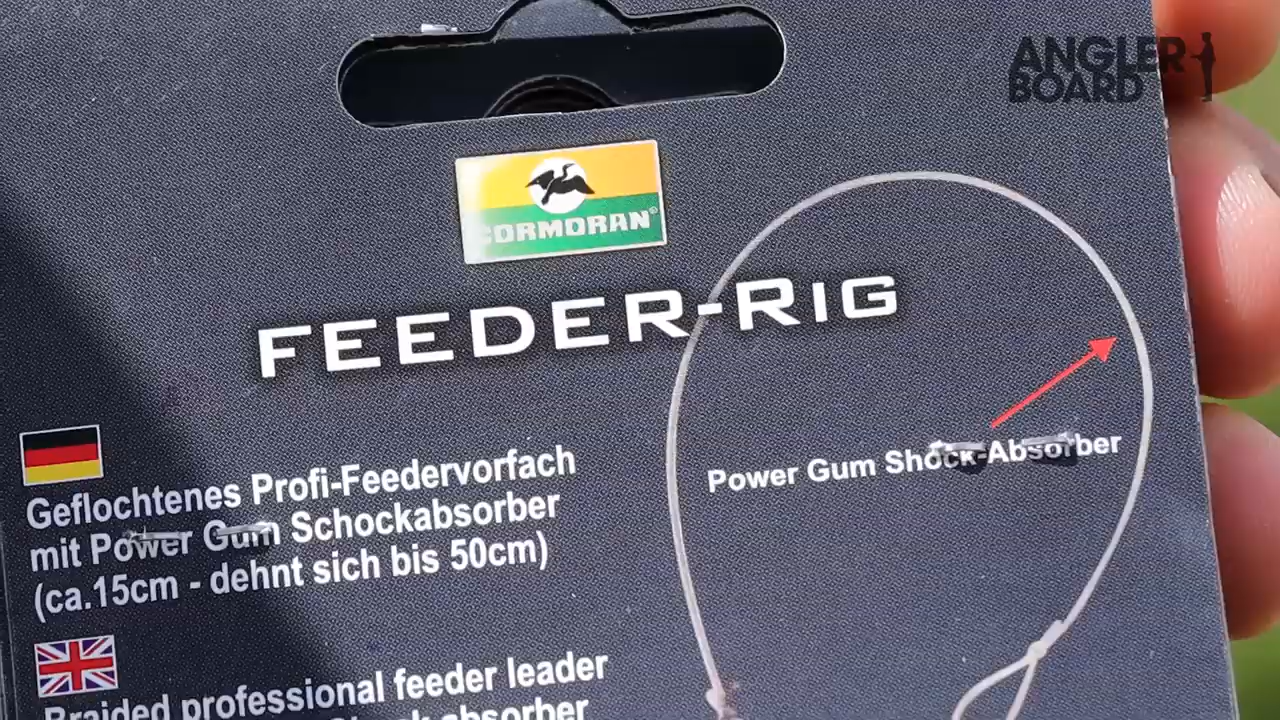 ANGLER
BOARD
CORMORAN®
FEEDER-RIG
Power Gum Shock-Absorber
Geflochtenes Profi-Feedervorfach
mit Power Gum Schockabsorber
(ca.15cm - dehnt sich bis 50cm)
Braided professional feeder leader
absorber